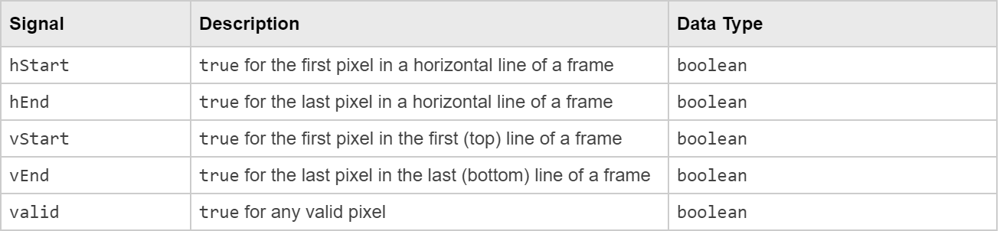 Signal Description Data Type
hStart true for the first pixel in a horizontal line of a frame boolean
hEnd true for the last pixel in a horizontal line of a frame boolean
vStart true for the first pixel in the first (top) line of a frame boolean
vEnd true for the last pixel in the last (bottom) line of a frame boolean
valid true for any valid pixel boolean